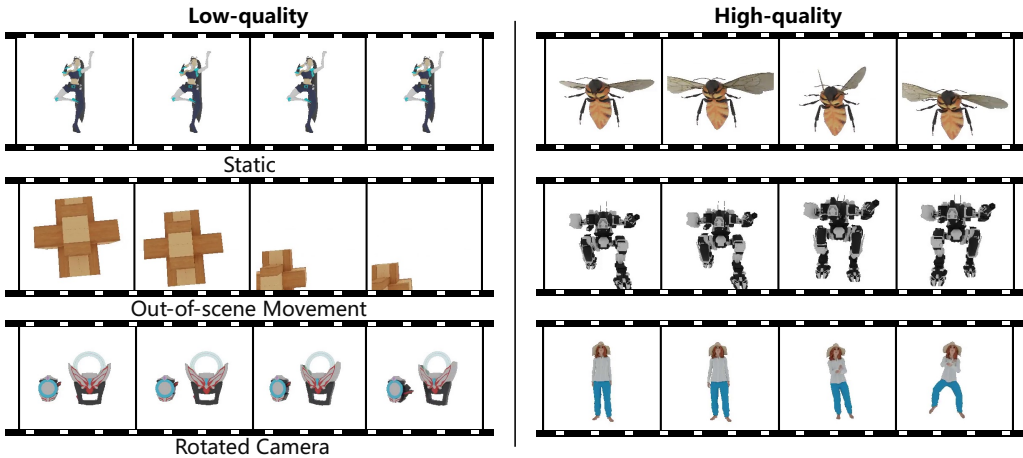 Low-quality
High-quality
Static
Out-of-scene Movement
Rotated Camera